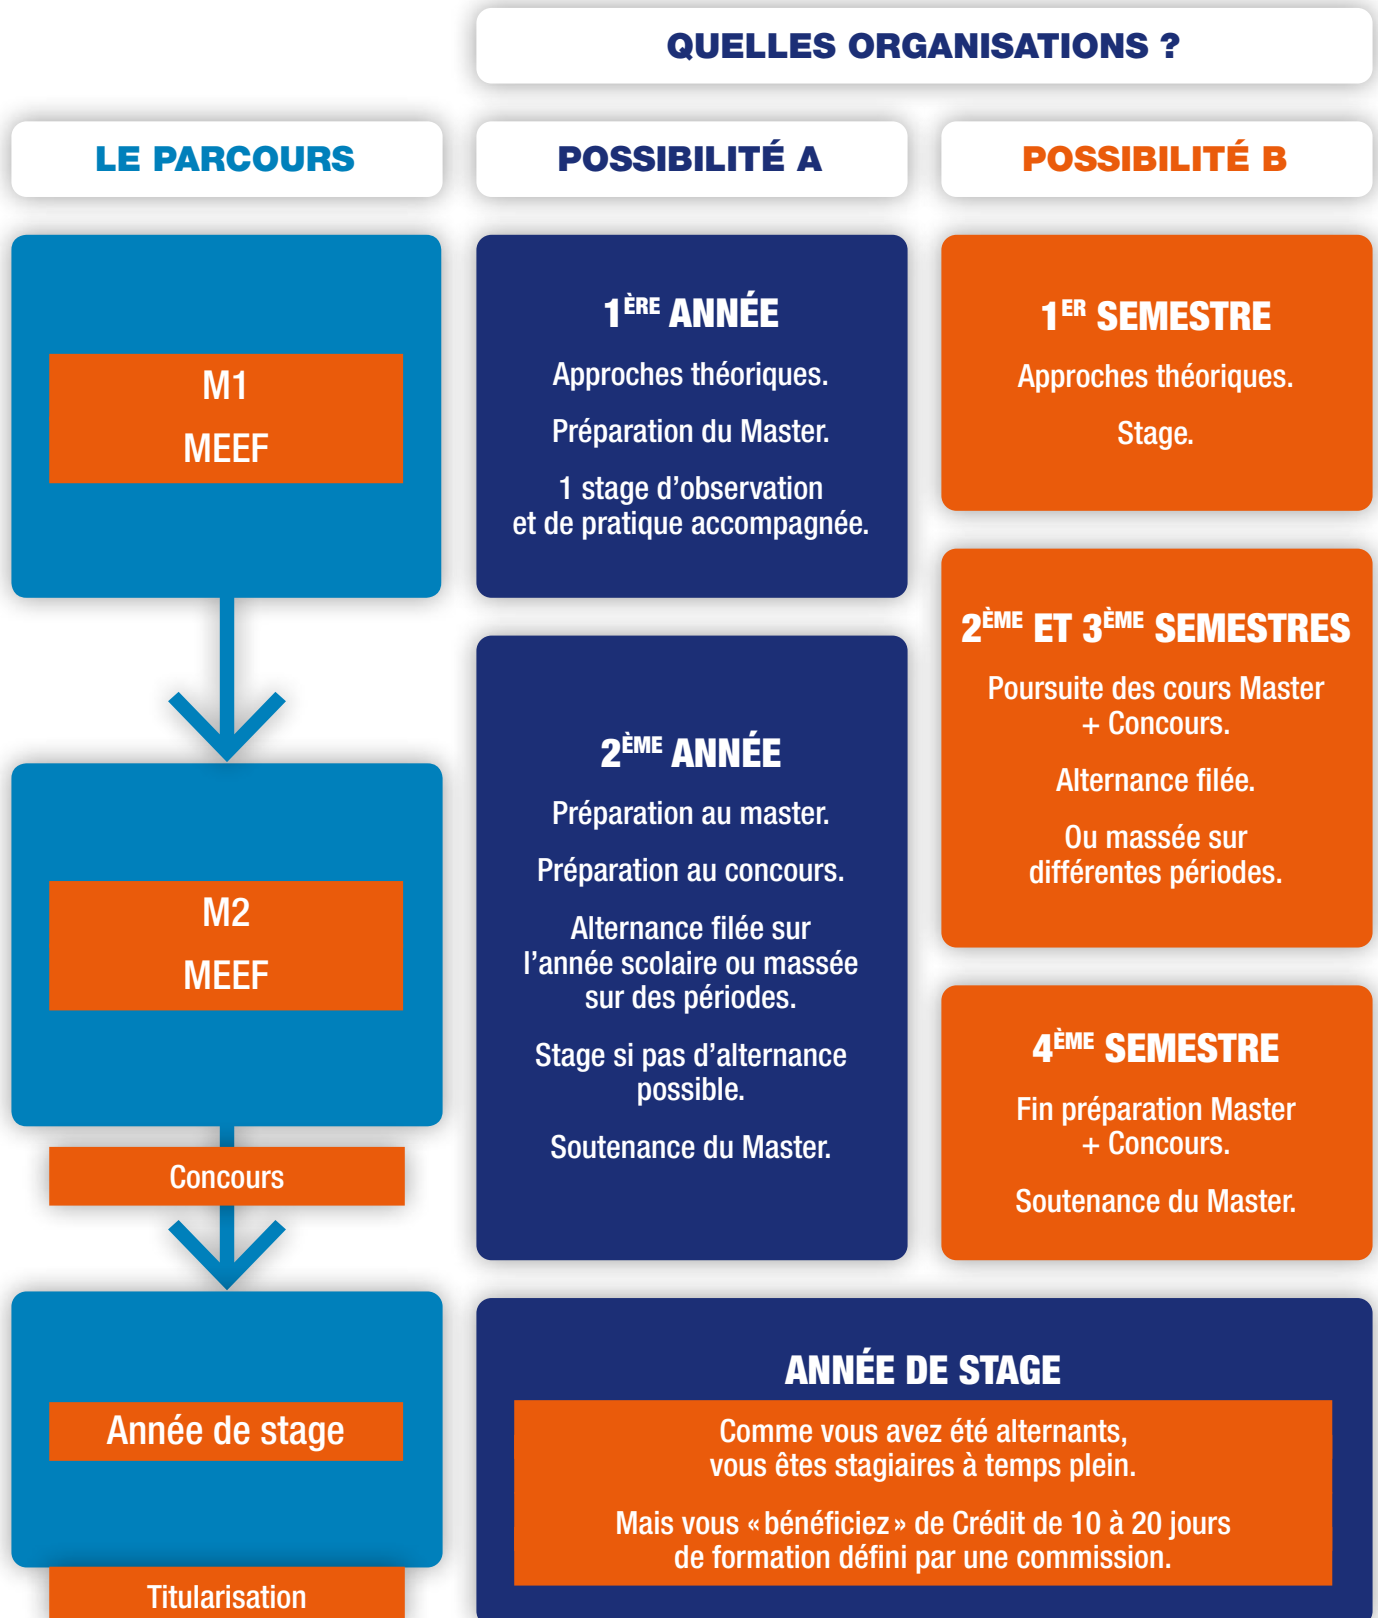 QUELLES ORGANISATIONS ?
LE PARCOURS
POSSIBILITÉ A
POSSIBILITÉ B
M1
MEEF
M2
MEEF
Concours
Année de stage
Titularisation
1ÈRE ANNÉE
Approches théoriques.
Préparation du Master.
1 stage d’observation
et de pratique accompagnée.
2ÈME ANNÉE
Préparation au master.
Préparation au concours.
Alternance filée sur
l’année scolaire ou massée
sur des périodes.
Stage si pas d’alternance
possible.
Soutenance du Master.
1ER SEMESTRE
Approches théoriques.
Stage.
2ÈME ET 3ÈME SEMESTRES
Poursuite des cours Master
+ Concours.
Alternance filée.
Ou massée sur
différentes périodes.
4ÈME SEMESTRE
Fin préparation Master
+ Concours.
Soutenance du Master.
ANNÉE DE STAGE
Comme vous avez été alternants,
vous êtes stagiaires à temps plein.
Mais vous «bénéficiez» de Crédit de 10 à 20 jours
de formation défini par une commission.